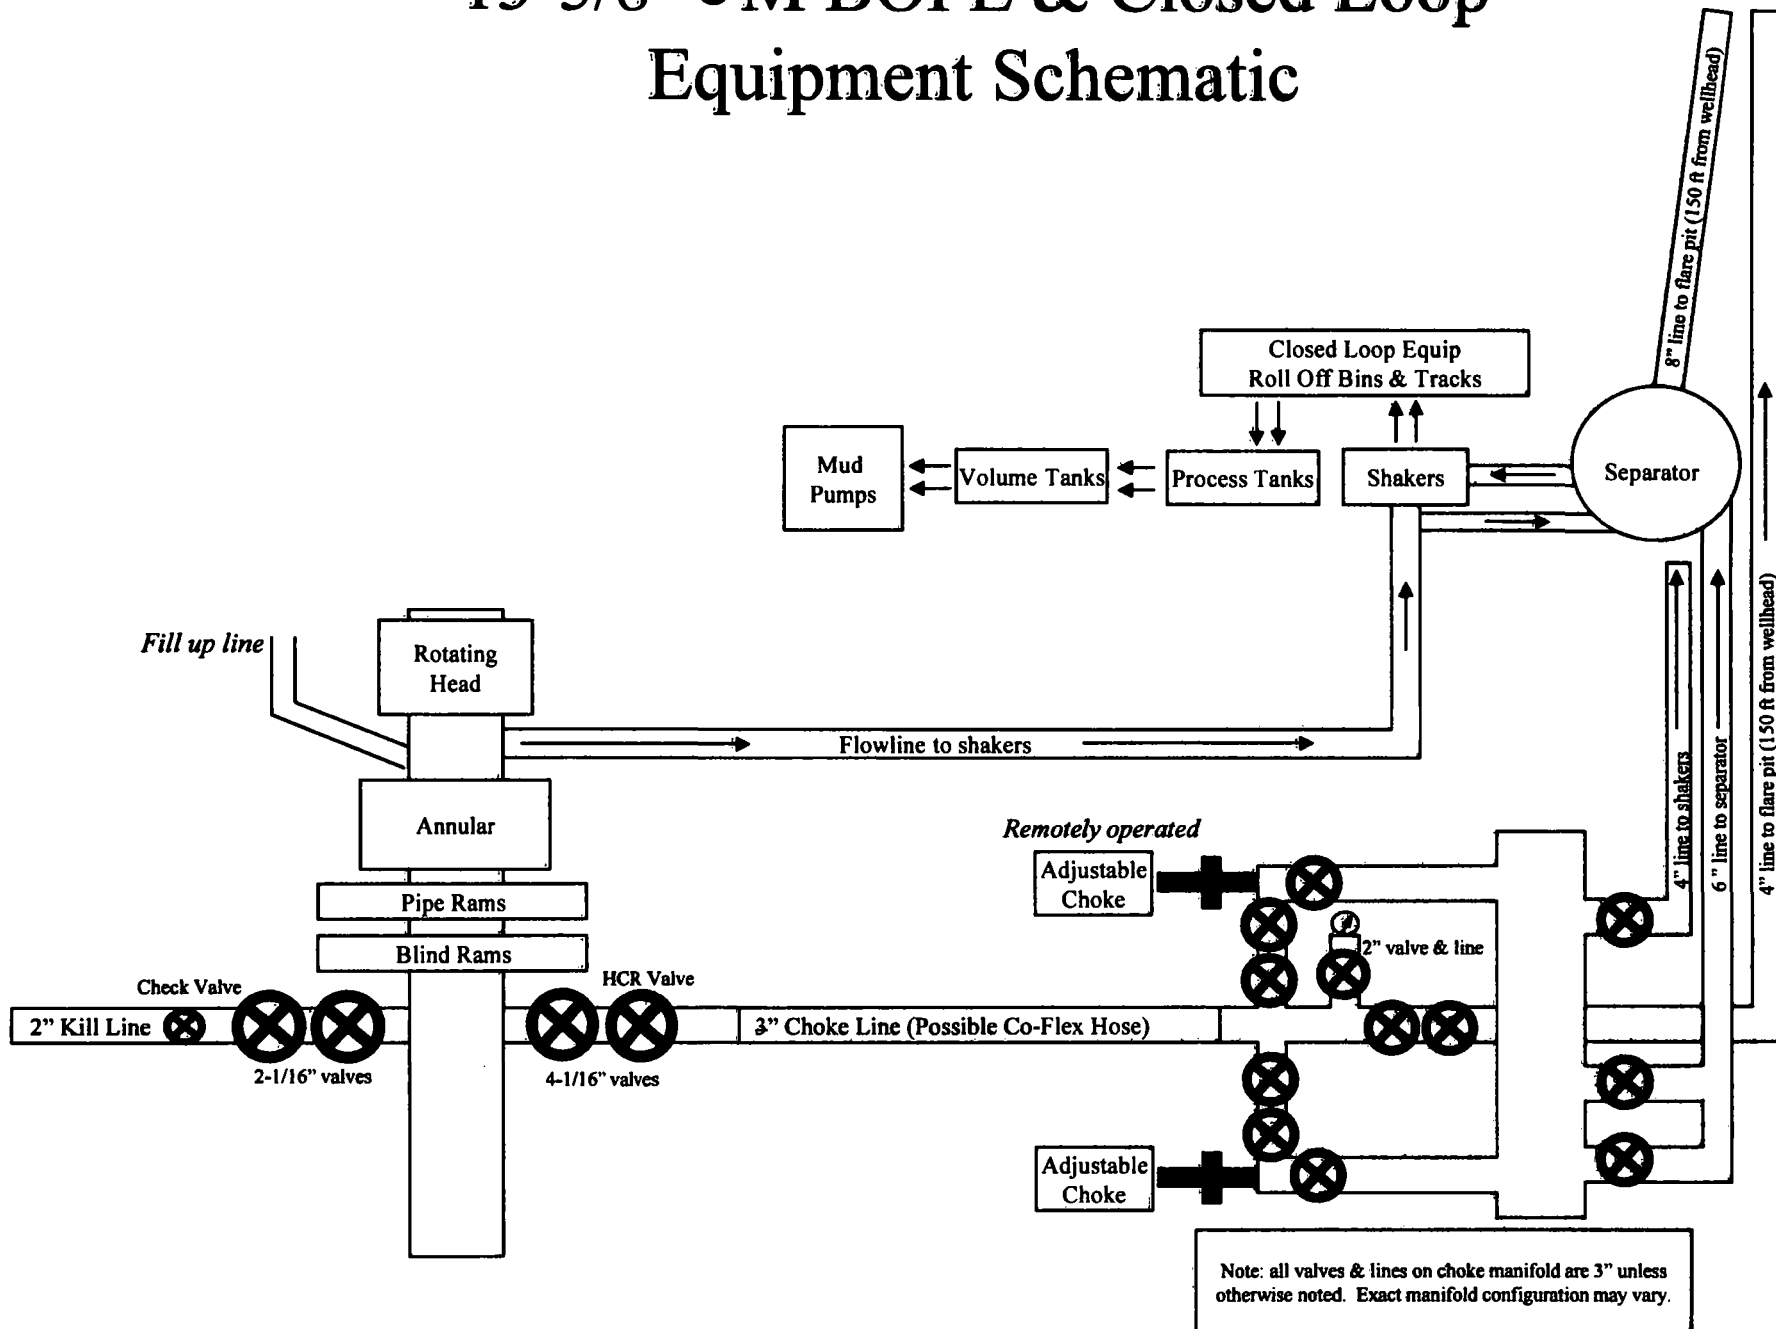 M BOPE & Closed Loop
Equipment Schematic
8" line to flare pit (150 ft from wellhead)
Closed Loop Equip
Roll Off Bins & Tracks
Mud
Pumps
Volume Tanks
Process Tanks
Shakers
Separator
Fill up line
Rotating
Head
Flowline to shakers
Annular
Pipe Rams
Blind Rams
Remotely operated
Adjustable
Choke
2" valve & line
4" line to shakers
6" line to separator
4" line to flare pit (150 ft from wellhead)
Check Valve
HCR Valve
2" Kill Line
3" Choke Line (Possible Co-Flex Hose)
2-1/16" valves
4-1/16" valves
Adjustable
Choke
Note: all valves & lines on choke manifold are 3" unless
otherwise noted. Exact manifold configuration may vary.